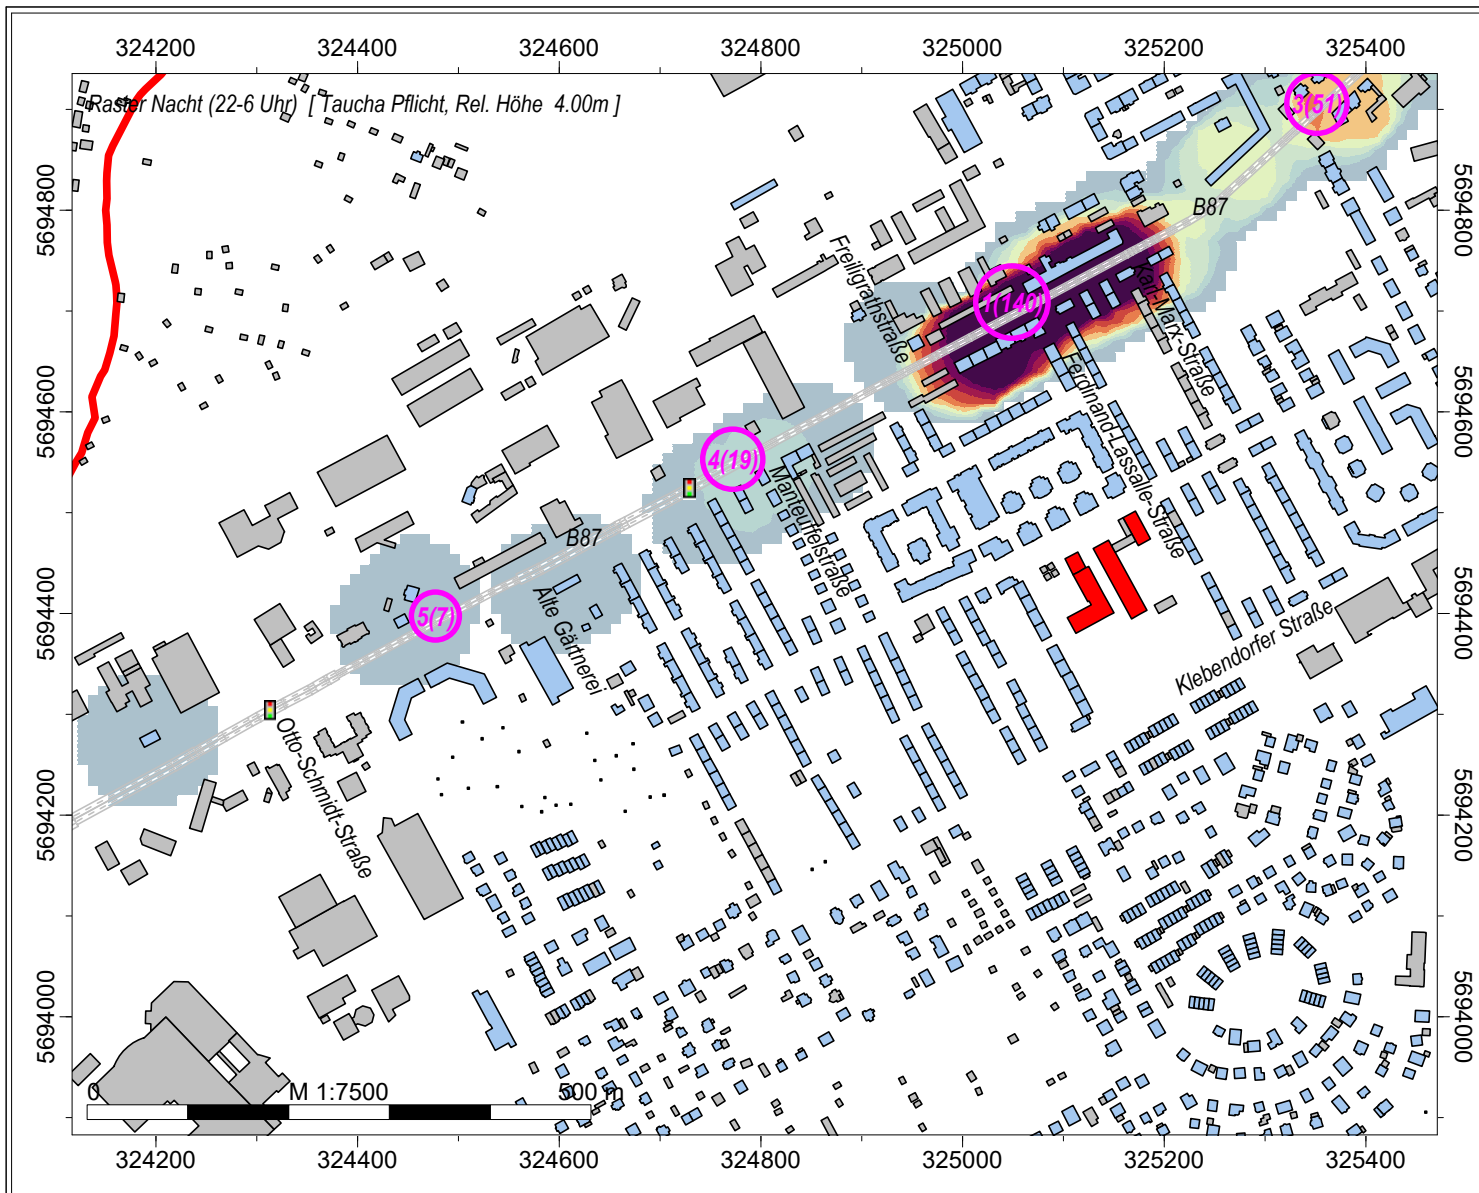 324200 324400 324600 324800 325000 325200 325400
Raster Nacht (22-6 Uhr) [ Taucha Pflicht, Rel. Höhe 4.00m ]
3(51)
5694800
5694800
B87
Freiligrathstraße
Karl-Marx-Straße
1(140)
Ferdinand-Lassalle-Straße
5694600
5694600
4(19)
Manteuffelstraße
B87
Alte Gärtnerei
5(7)
5694400
5694400
Klebendorfer Straße
Otto-Schmidt-Straße
5694200
5694200
5694000
5694000
0 M 1:7500 500 m
324200 324400 324600 324800 325000 325200 325400